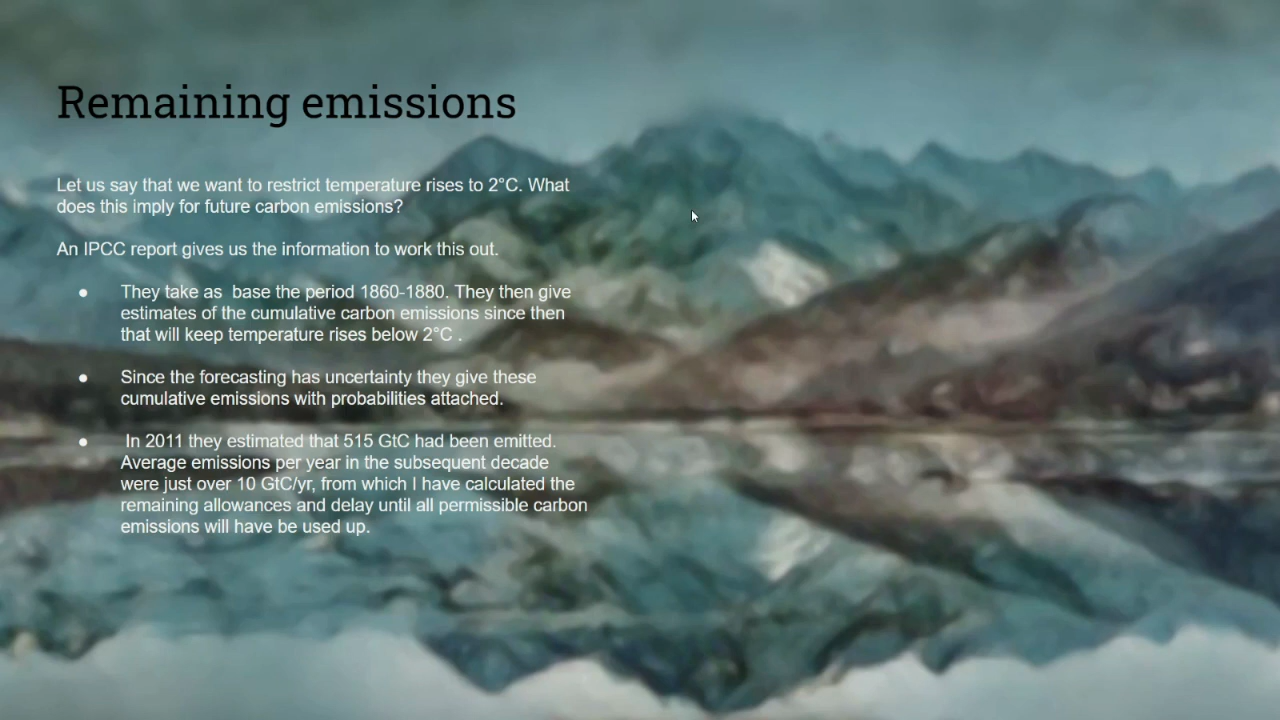 Remaining emissions
Let us say that we want to restrict temperature rises to 2°C. What
does this imply for future carbon emissions?
An IPCC report gives us the information to work this out.
● They take as  base the period 1860-1880. They then give
estimates of the cumulative carbon emissions since then
that will keep temperature rises below 2°C .
● Since the forecasting has uncertainty they give these
cumulative emissions with probabilities attached.
● In 2011 they estimated that 515 GtC had been emitted.
Average emissions per year in the subsequent decade
were just over 10 GtC/yr, from which I have calculated the
remaining allowances and delay until all permissible carbon
emissions will have be used up.